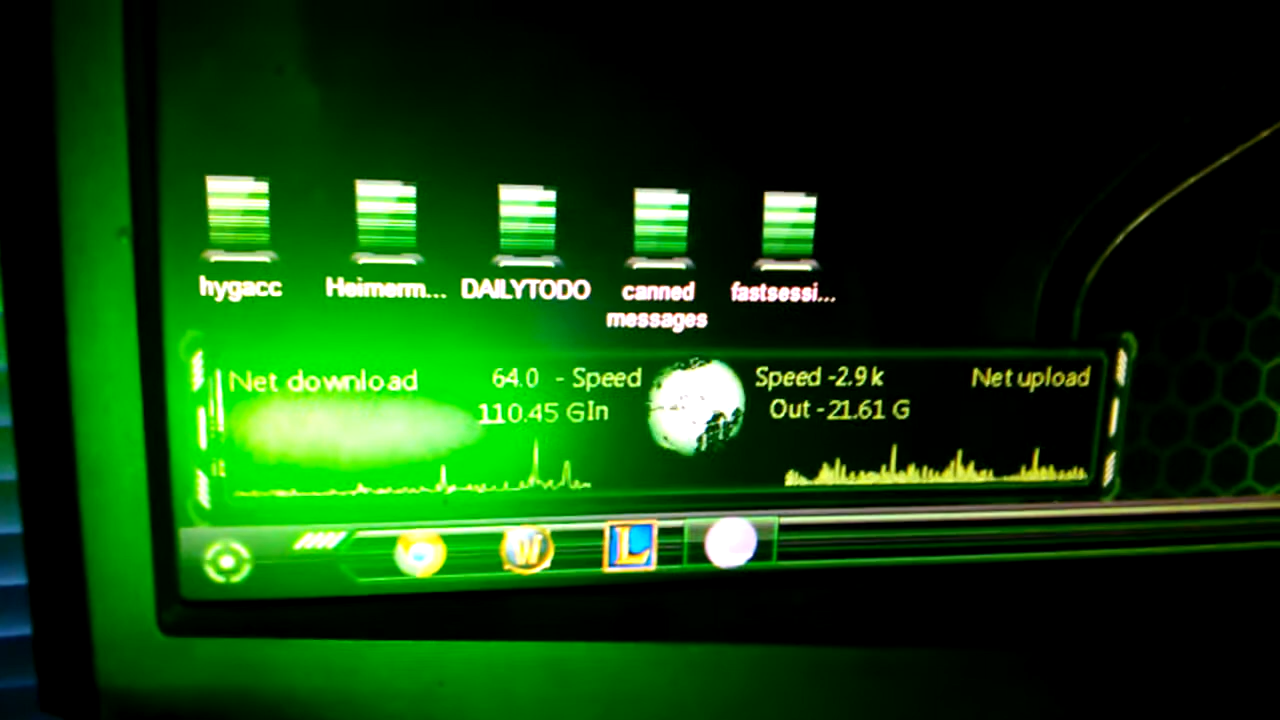 hygacc
Heimerm...
DAILYTODO
canned
messages
fastsessi...
Net download
64.0 - Speed
110.45 GIn
Speed -2.9k
Out -21.61 G
Net upload
W
L